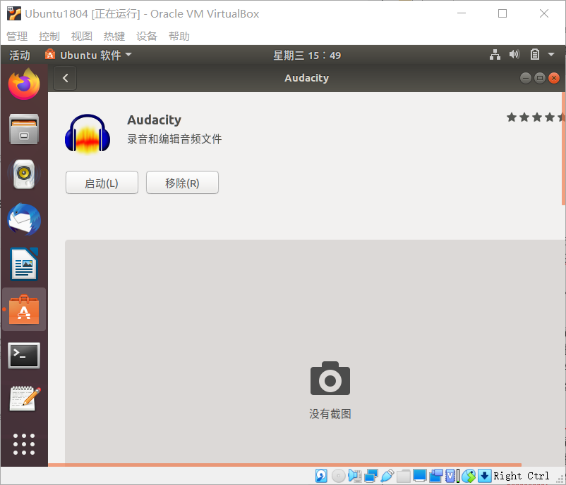 Ubuntu1804 [正在运行] - Oracle VM VirtualBox
管理 控制 视图 热键 设备 帮助
活动 Ubuntu 软件 星期三 15：49
Audacity
Audacity
录音和编辑音频文件
启动(L) 移除(R)
没有截图
Right Ctrl